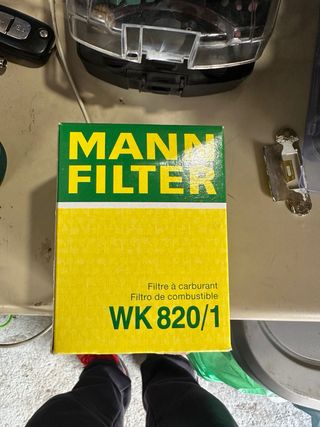 MANN
FILTER
Filtre à carburant
Filtro de combustible
WK 820/1